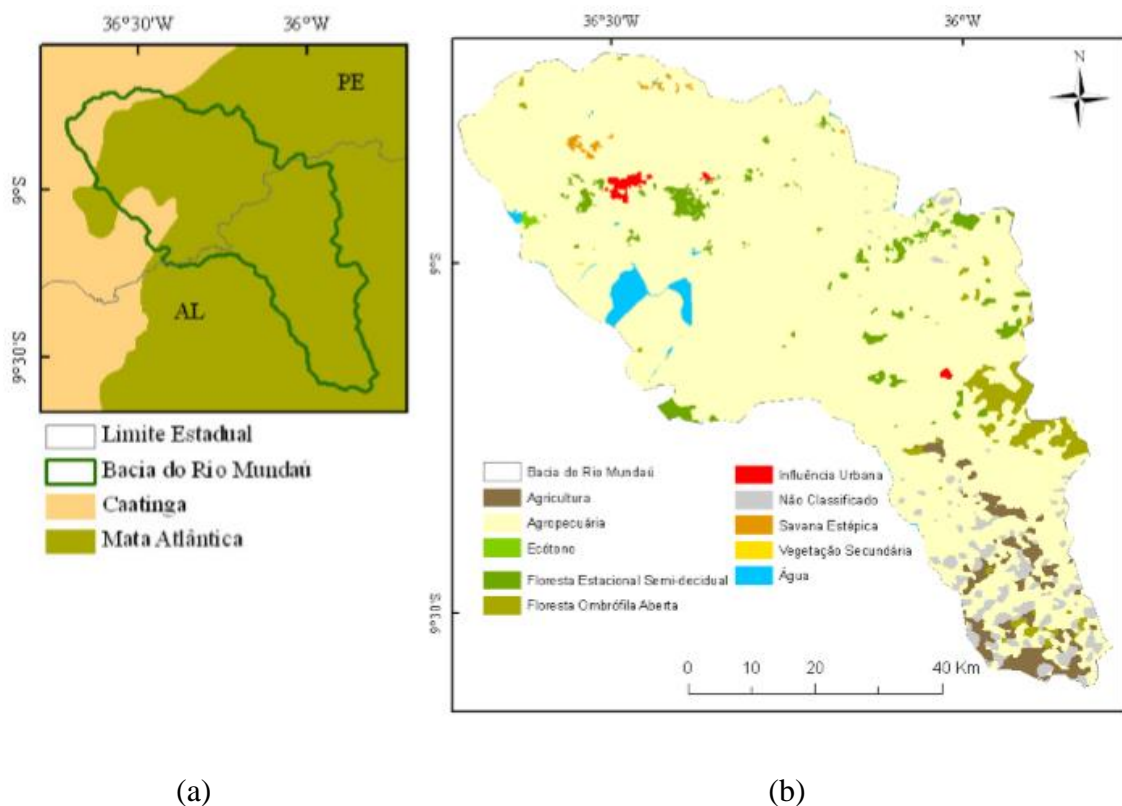 36°30'W
36°W
36°30'W
36°W
PE
N
9°S
9°S
AL
9°30'S
Limite Estadual
Bacia do Rio Mundaú
Caatinga
Mata Atlântica
Bacia do Rio Mundaú
Agricultura
Agropecuária
Ecótono
Floresta Estacional Semi-decidual
Floresta Ombrófila Aberta
Influência Urbana
Não Classificado
Savana Estépica
Vegetação Secundária
Água
9°30'S
0 10 20 40 Km
(a)
(b)